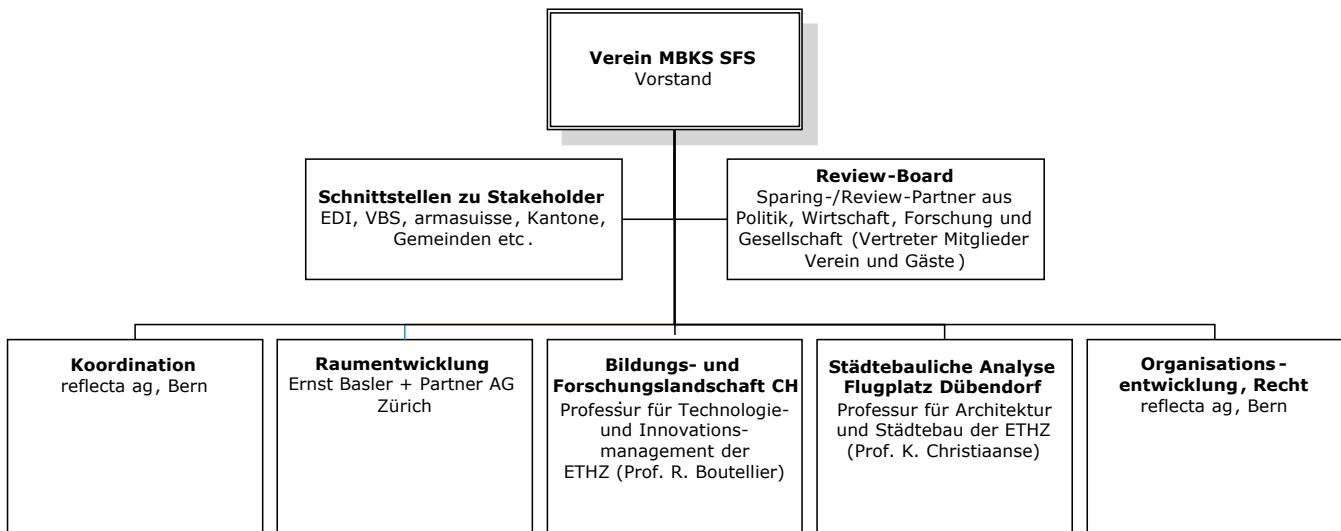 Verein MBKS SFS
Vorstand
Schnittstellen zu Stakeholder
EDI, VBS, armasuisse, Kantone,
Gemeinden etc.
Review-Board
Sparing-/Review-Partner aus
Politik, Wirtschaft, Forschung und
Gesellschaft (Vertreter Mitglieder
Verein und Gäste)
Koordination
reflecta ag, Bern
Raumentwicklung
Ernst Basler + Partner AG
Zürich
Bildungs- und
Forschungslandschaft CH
Professur für Technologie-
und Innovations-
management der
ETHZ (Prof. R. Boutellier)
Städtebauliche Analyse
Flugplatz Dübendorf
Professur für Architektur
und Städtebau der ETHZ
(Prof. K. Christiaanse)
Organisations-
entwicklung, Recht
reflecta ag, Bern